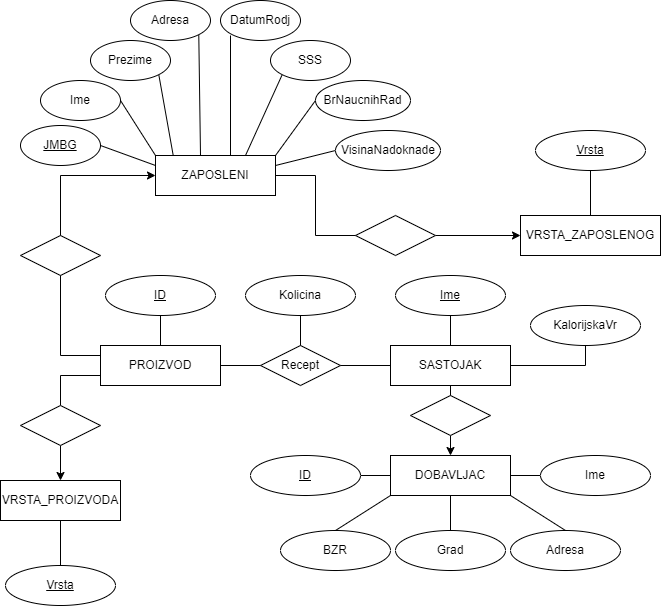 Adresa
DatumRodj
Prezime
SSS
Ime
BrNaucnihRad
JMBG
VisinaNadoknade
Vrsta
ZAPOSLENI
VRSTA_ZAPOSLENOG
ID
Kolicina
Ime
KalorijskaVr
PROIZVOD
Recept
SASTOJAK
ID
DOBAVLJAC
Ime
VRSTA_PROIZVODA
BZR
Grad
Adresa
Vrsta